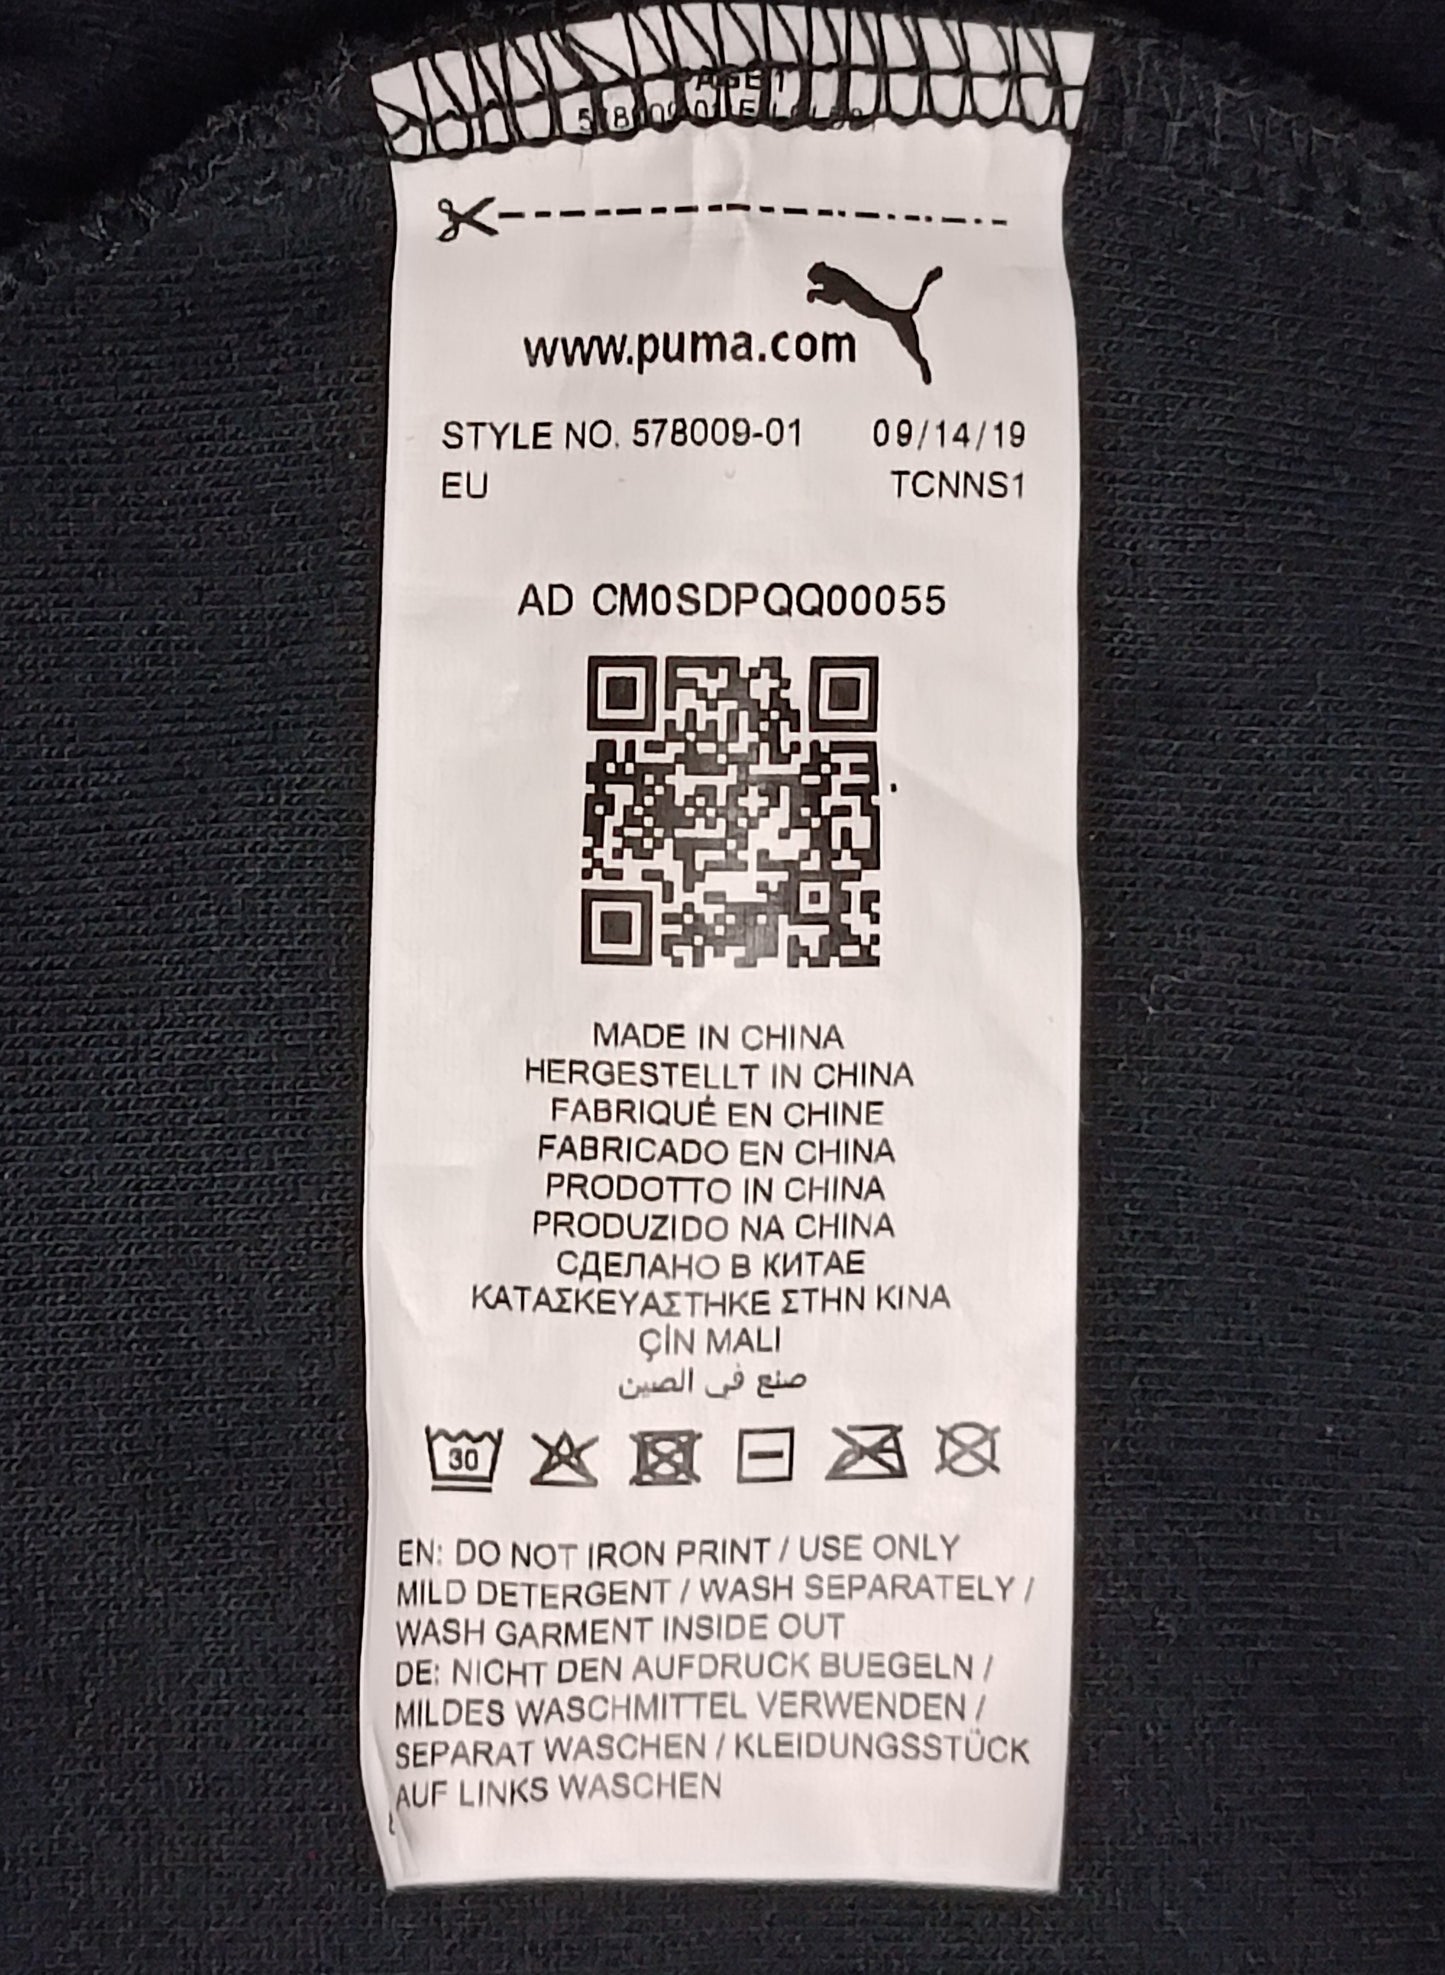 PAGE 1
www.puma.com
STYLE NO. 578009-01 09/14/19
EU TCNNS1
AD CM0SDPQQ00055
MADE IN CHINA
HERGESTELLT IN CHINA
FABRIQUÉ EN CHINE
FABRICADO EN CHINA
PRODOTTO IN CHINA
PRODUZIDO NA CHINA
СДЕЛАНО В КИТАЕ
ΚΑΤΑΣΚΕΥΑΣΤΗΚΕ ΣΤΗΝ ΚΙΝΑ
ÇİN MALI
صنع في الصين
30
EN: DO NOT IRON PRINT / USE ONLY
MILD DETERGENT / WASH SEPARATELY /
WASH GARMENT INSIDE OUT
DE: NICHT DEN AUFDRUCK BUEGELN /
MILDES WASCHMITTEL VERWENDEN /
SEPARAT WASCHEN / KLEIDUNGSSTÜCK
AUF LINKS WASCHEN